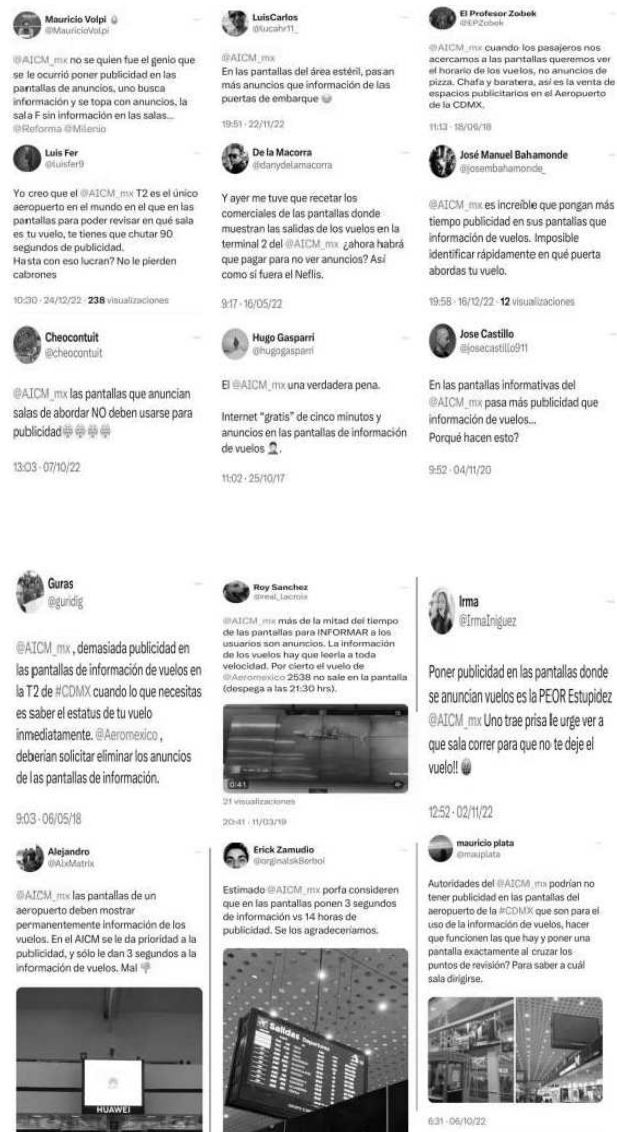 Mauricio Volpi
@MauricioVolpi
@AICM_mx no se quien fue el genio que
se le ocurrió poner publicidad en las
pantallas de anuncios, uno busca
información y se topa con anuncios, la
sala F sin información en las salas...
@Reforma @Milenio
LuisCarlos
@lucahr11_
@AICM_mx
En las pantallas del área estéril, pasan
más anuncios que información de las
puertas de embarque
19:51 - 22/11/22
El Profesor Zobek
@EPZobek
@AICM_mx cuando los pasajeros nos
acercamos a las pantallas queremos ver
el horario de los vuelos, no anuncios de
pizza. Chafa y baratera, así es la venta de
espacios publicitarios en el Aeropuerto
de la CDMX.
11:13 - 18/06/18
Luis Fer
@luisfer9
Yo creo que el @AICM_mx T2 es el único
aeropuerto en el mundo en el que en las
pantallas para poder revisar en qué sala
es tu vuelo, te tienes que chutar 90
segundos de publicidad.
Hasta con eso lucran? No le pierden
cabrones
10:30 - 24/12/22 - 238 visualizaciones
De la Macorra
@danydelamacorra
Y ayer me tuve que recetar los
comerciales de las pantallas donde
muestran las salidas de los vuelos en la
terminal 2 del @AICM_mx ¿ahora habrá
que pagar para no ver anuncios? Así
como si fuera el Neflis.
9:17 - 16/05/22
José Manuel Bahamonde
@josembahamonde_
@AICM_mx es increíble que pongan más
tiempo publicidad en sus pantallas que
información de vuelos. Imposible
identificar rápidamente en qué puerta
abordas tu vuelo.
19:58 - 16/12/22 - 12 visualizaciones
Cheocontuit
@cheocontuit
@AICM_mx las pantallas que anuncian
salas de abordar NO deben usarse para
publicidad
13:03 - 07/10/22
Hugo Gasparri
@hugogasparri
El @AICM_mx una verdadera pena.
Internet "gratis" de cinco minutos y
anuncios en las pantallas de información
de vuelos .
11:02 - 25/10/17
Jose Castillo
@josecastillo911
En las pantallas informativas del
@AICM_mx pasa más publicidad que
información de vuelos...
Porqué hacen esto?
9:52 - 04/11/20
Guras
@guridig
@AICM_mx , demasiada publicidad en
las pantallas de información de vuelos en
la T2 de #CDMX cuando lo que necesitas
es saber el estatus de tu vuelo
inmediatamente. @Aeromexico ,
deberían solicitar eliminar los anuncios
de las pantallas de información.
9:03 - 06/05/18
Roy Sanchez
@real_lacroix
@AICM_mx más de la mitad del tiempo
de las pantallas para INFORMAR a los
usuarios son anuncios. La información
de los vuelos hay que leerla a toda
velocidad. Por cierto el vuelo de
@Aeromexico 2538 no sale en la pantalla
(despega a las 21:30 hrs).
0:41
21 visualizaciones
20:41 - 11/03/19
Irma
@IrmaIniguez
Poner publicidad en las pantallas donde
se anuncian vuelos es la PEOR Estupidez
@AICM_mx Uno trae prisa le urge ver a
que sala correr para que no te deje el
vuelo!!
12:52 - 02/11/22
Alejandro
@AlxMatrix
@AICM_mx las pantallas de un
aeropuerto deben mostrar
permanentemente información de los
vuelos. En el AICM se le da prioridad a la
publicidad, y sólo le dan 3 segundos a la
información de vuelos. Mal
HUAWEI
Erick Zamudio
@orginalskBerboi
Estimado @AICM_mx porfa consideren
que en las pantallas ponen 3 segundos
de información vs 14 horas de
publicidad. Se los agradeceríamos.
Salidas Departures
mauricio plata
@mauplata
Autoridades del @AICM_mx podrían no
tener publicidad en las pantallas del
aeropuerto de la #CDMX que son para el
uso de la información de vuelos, hacer
que funcionen las que hay y poner una
pantalla exactamente al cruzar los
puntos de revisión? Para saber a cuál
sala dirigirse.
6:31 - 06/10/22